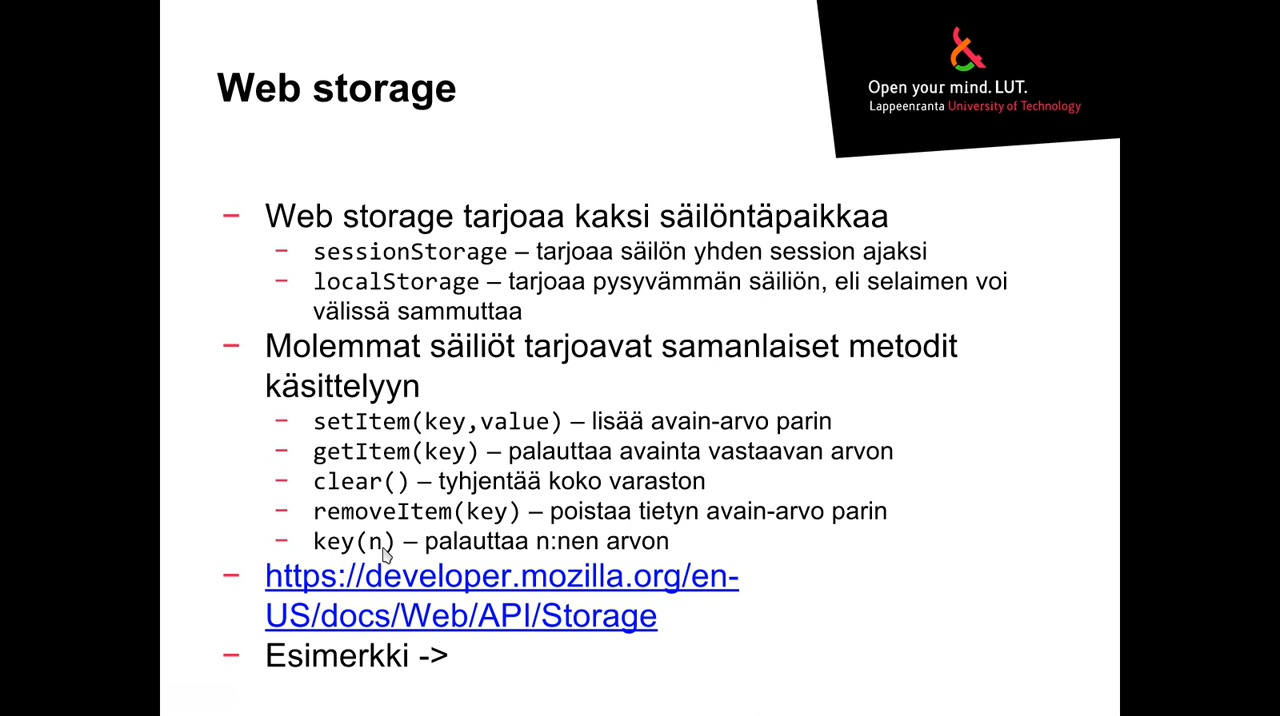 Web storage
Open your mind. LUT.
Lappeenranta University of Technology
– Web storage tarjoaa kaksi säilöntäpaikkaa
– sessionStorage – tarjoaa säilön yhden session ajaksi
– localStorage – tarjoaa pysyvämmän säiliön, eli selaimen voi
välissä sammuttaa
– Molemmat säiliöt tarjoavat samanlaiset metodit
käsittelyyn
– setItem(key,value) – lisää avain-arvo parin
– getItem(key) – palauttaa avainta vastaavan arvon
– clear() – tyhjentää koko varaston
– removeItem(key) – poistaa tietyn avain-arvo parin
– key(n) – palauttaa n:nen arvon
– https://developer.mozilla.org/en-
US/docs/Web/API/Storage
– Esimerkki ->